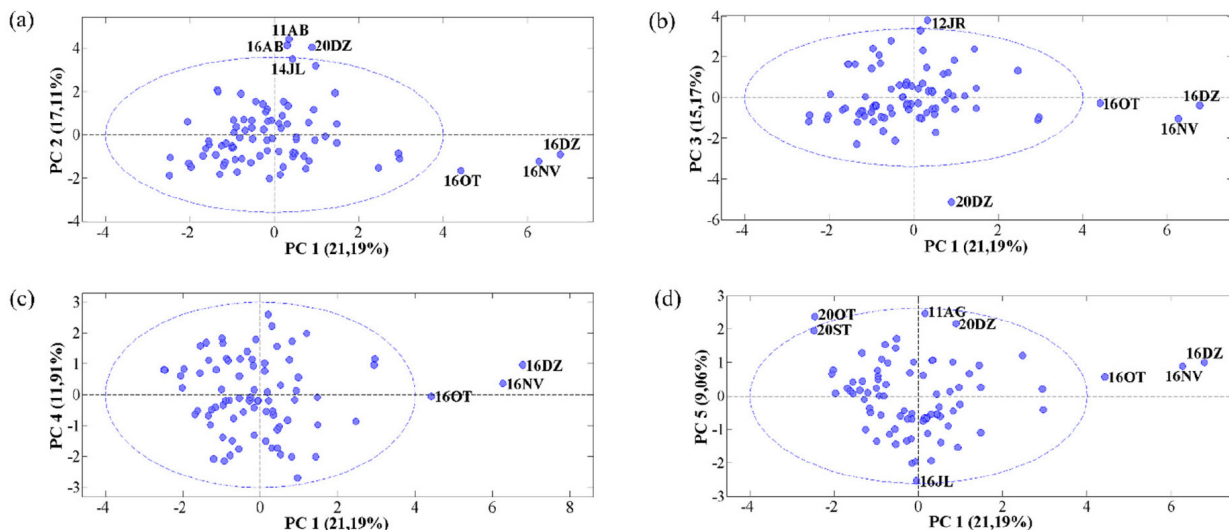 (a)
11AB
16AB
20DZ
14JL
16DZ
16NV
16OT
4
2
0
-2
-4
-4
-2
0
2
4
6
PC 2 (17,11%)
PC 1 (21,19%)
(b)
12JR
16DZ
16OT
16NV
20DZ
4
2
0
-2
-4
-6
-4
-2
0
2
4
6
PC 3 (15,17%)
PC 1 (21,19%)
(c)
16DZ
16NV
16OT
3
2
1
0
-1
-2
-3
-4
-2
0
2
4
6
8
PC 4 (11,91%)
PC 1 (21,19%)
(d)
20OT
20ST
11AG
20DZ
16DZ
16OT
16NV
16JL
3
2
1
0
-1
-2
-3
-4
-2
0
2
4
6
PC 5 (9,06%)
PC 1 (21,19%)